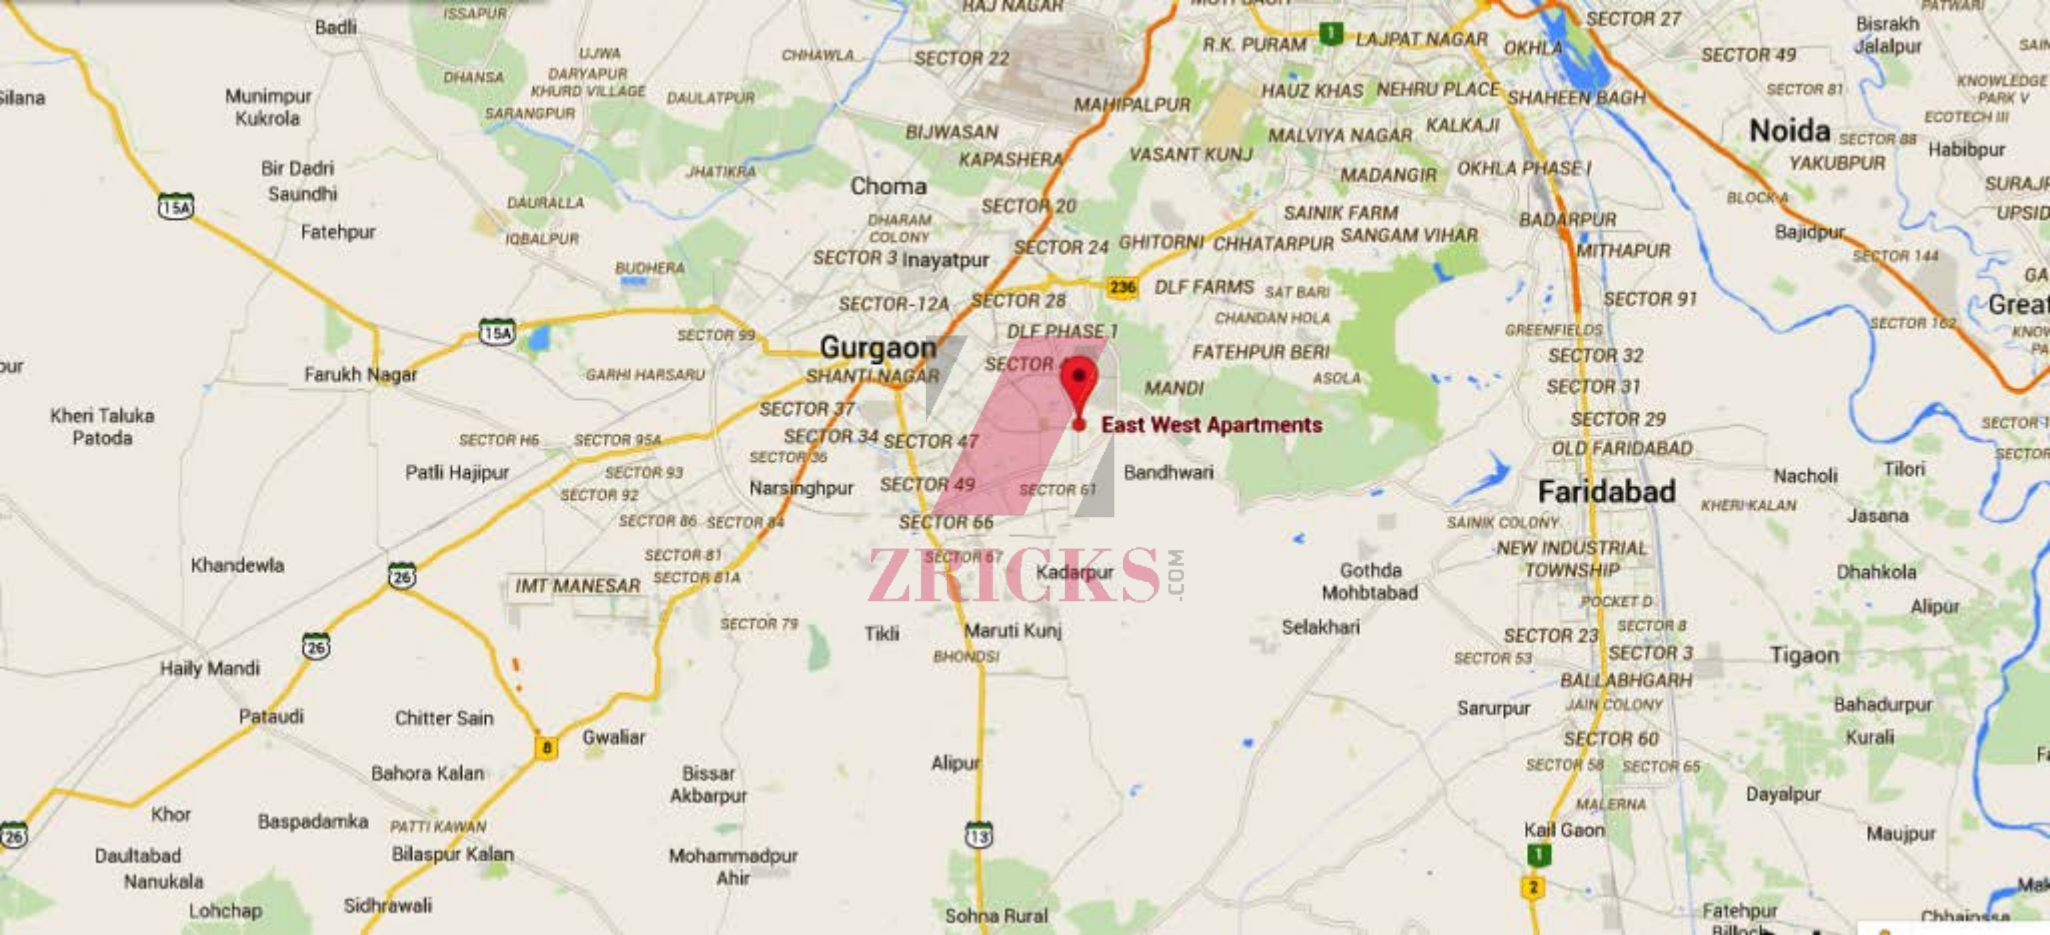 ISSAPUR
RAJ NAGAR
PATWARI
Badli
SECTOR 27
Bisrakh
Jalalpur
UJWA
CHHAWLA
SECTOR 22
R.K. PURAM
1
LAJPAT NAGAR
OKHLA
SECTOR 49
DHANSA
DARYAPUR
KHURD VILLAGE
SECTOR 81
KNOWLEDGE
PARK V
Silana
Munimpur
Kukrola
SARANGPUR
DAULATPUR
MAHIPALPUR
HAUZ KHAS
NEHRU PLACE
SHAHEEN BAGH
ECOTECH III
BIJWASAN
MALVIYA NAGAR
KALKAJI
Noida
SECTOR 88
Habibpur
KAPASHERA
VASANT KUNJ
YAKUBPUR
Bir Dadri
Saundhi
JHATIKRA
MADANGIR
OKHLA PHASE I
Choma
BLOCK-A
15A
DAURALLA
SECTOR 20
SAINIK FARM
BADARPUR
Fatehpur
IQBALPUR
DHARAM
COLONY
SECTOR 24
GHITORNI
CHHATARPUR
SANGAM VIHAR
MITHAPUR
Bajidpur
SECTOR 144
BUDHERA
SECTOR 3
Inayatpur
236
DLF FARMS
SAT BARI
SECTOR 91
SECTOR-12A
SECTOR 28
Great
CHANDAN HOLA
GREENFIELDS
SECTOR 162
15A
SECTOR 99
DLF PHASE 1
Gurgaon
FATEHPUR BERI
SECTOR 32
Farukh Nagar
GARHI HARSARU
SHANTI NAGAR
SECTOR
MANDI
ASOLA
SECTOR 31
Kheri Taluka
Patoda
SECTOR 37
East West Apartments
SECTOR 29
SECTOR H6
SECTOR 95A
SECTOR 34
SECTOR 47
OLD FARIDABAD
Patli Hajipur
SECTOR 93
SECTOR 36
Bandhwari
Nacholi
Tilori
SECTOR 92
Narsinghpur
SECTOR 49
SECTOR 61
Faridabad
KHERI KALAN
SECTOR 86
SECTOR 84
SECTOR 66
SAINIK COLONY
Jasana
Khandewla
SECTOR 81
SECTOR 67
NEW INDUSTRIAL
TOWNSHIP
26
IMT MANESAR
SECTOR 81A
ZRICKS
.COM
Kadarpur
Gothda
Mohbtabad
Dhahkola
POCKET D
Alipur
SECTOR 79
Tikli
Maruti Kunj
Selakhari
SECTOR 23
SECTOR 8
26
Haily Mandi
BHONDSI
SECTOR 53
SECTOR 3
Tigaon
BALLABHGARH
Pataudi
Chitter Sain
Sarurpur
JAIN COLONY
Bahadurpur
8
Gwaliar
SECTOR 60
Kurali
Bahora Kalan
Bissar
Akbarpur
Alipur
SECTOR 58
SECTOR 65
Dayalpur
MALERNA
Khor
Baspadamka
PATTI KAWAN
26
13
Kail Gaon
Maujpur
Daultabad
Nanukala
Bilaspur Kalan
Mohammadpur
Ahir
1
2
Lohchap
Sidhrawali
Sohna Rural
Fatehpur
Billoch